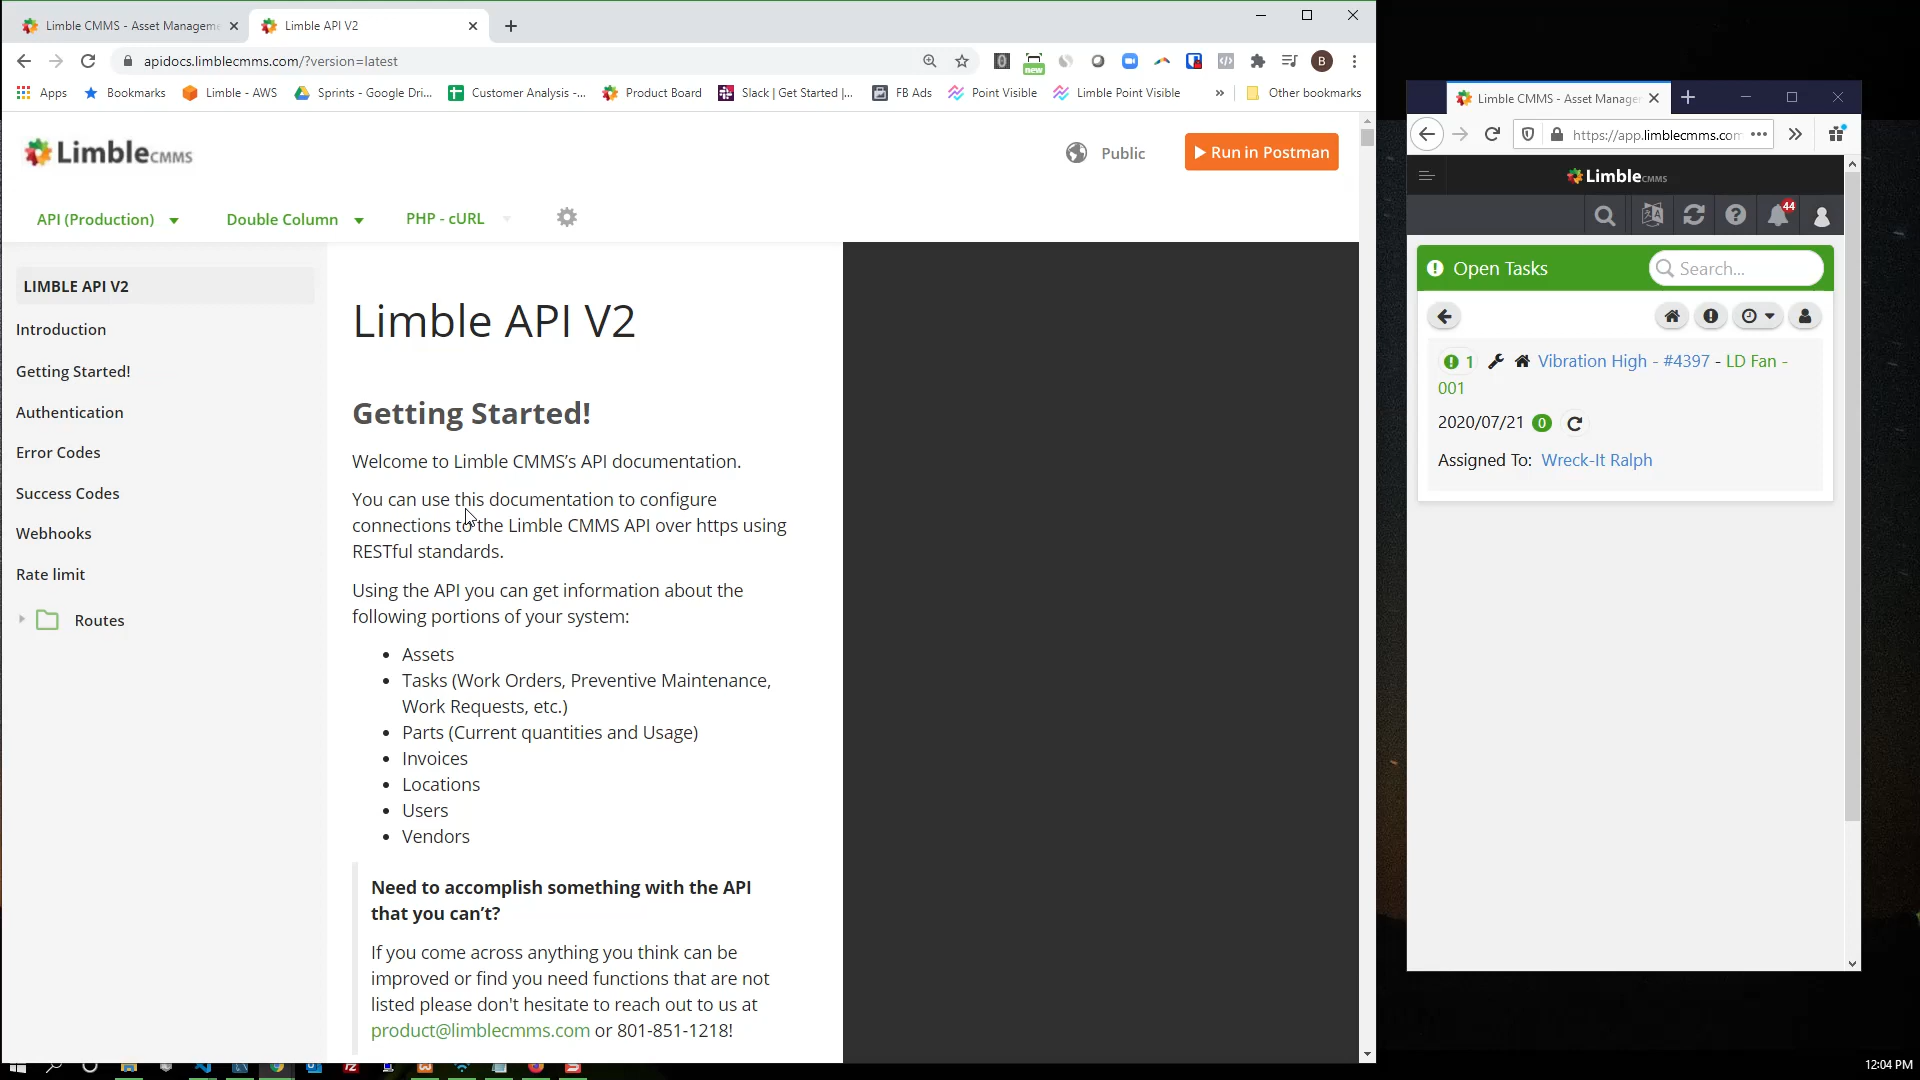 Limble CMMS - Asset Manageme
Limble API V2
apidocs.limblecmms.com/?version=latest
new
B
Apps
Bookmarks
Limble - AWS
Sprints - Google Dri...
Customer Analysis -...
Product Board
Slack | Get Started |...
FB Ads
Point Visible
Limble Point Visible
»
Other bookmarks
LimbleCMMS
Public
Run in Postman
API (Production)
Double Column
PHP - cURL
LIMBLE API V2
Introduction
Getting Started!
Authentication
Error Codes
Success Codes
Webhooks
Rate limit
Routes
Limble API V2
Getting Started!
Welcome to Limble CMMS’s API documentation.
You can use this documentation to configure
connections to the Limble CMMS API over https using
RESTful standards.
Using the API you can get information about the
following portions of your system:
• Assets
• Tasks (Work Orders, Preventive Maintenance,
Work Requests, etc.)
• Parts (Current quantities and Usage)
• Invoices
• Locations
• Users
• Vendors
Need to accomplish something with the API
that you can’t?
If you come across anything you think can be
improved or find you need functions that are not
listed please don't hesitate to reach out to us at
product@limblecmms.com or 801-851-1218!
Limble CMMS - Asset Manager
https://app.limblecmms.com
LimbleCMMS
44
Open Tasks
Search...
1 Vibration High - #4397 - LD Fan -
001
2020/07/21 0
Assigned To: Wreck-It Ralph
12:04 PM